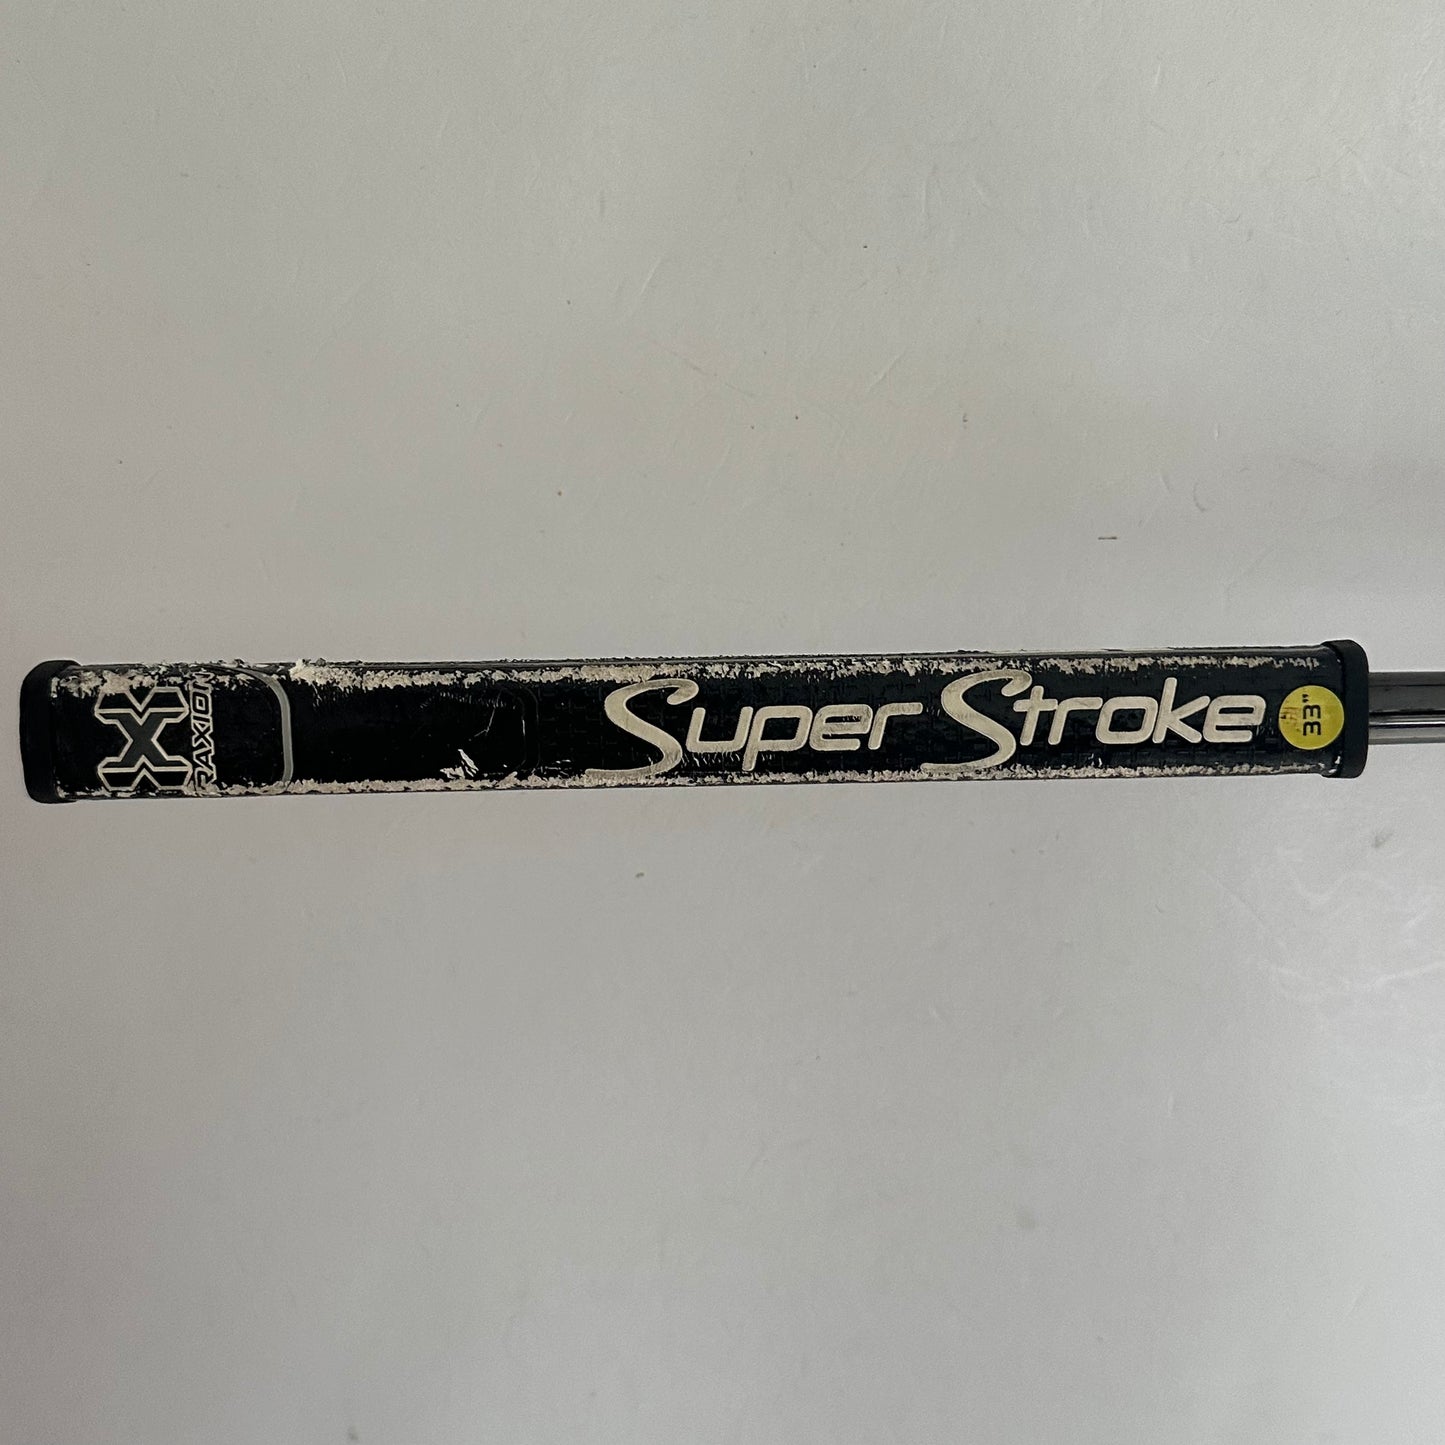 TRAXION
Super Stroke
33"